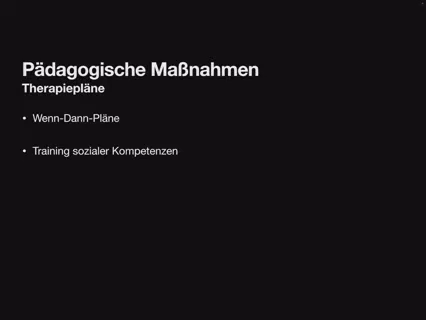 Pädagogische Maßnahmen
Therapiepläne
• Wenn-Dann-Pläne
• Training sozialer Kompetenzen